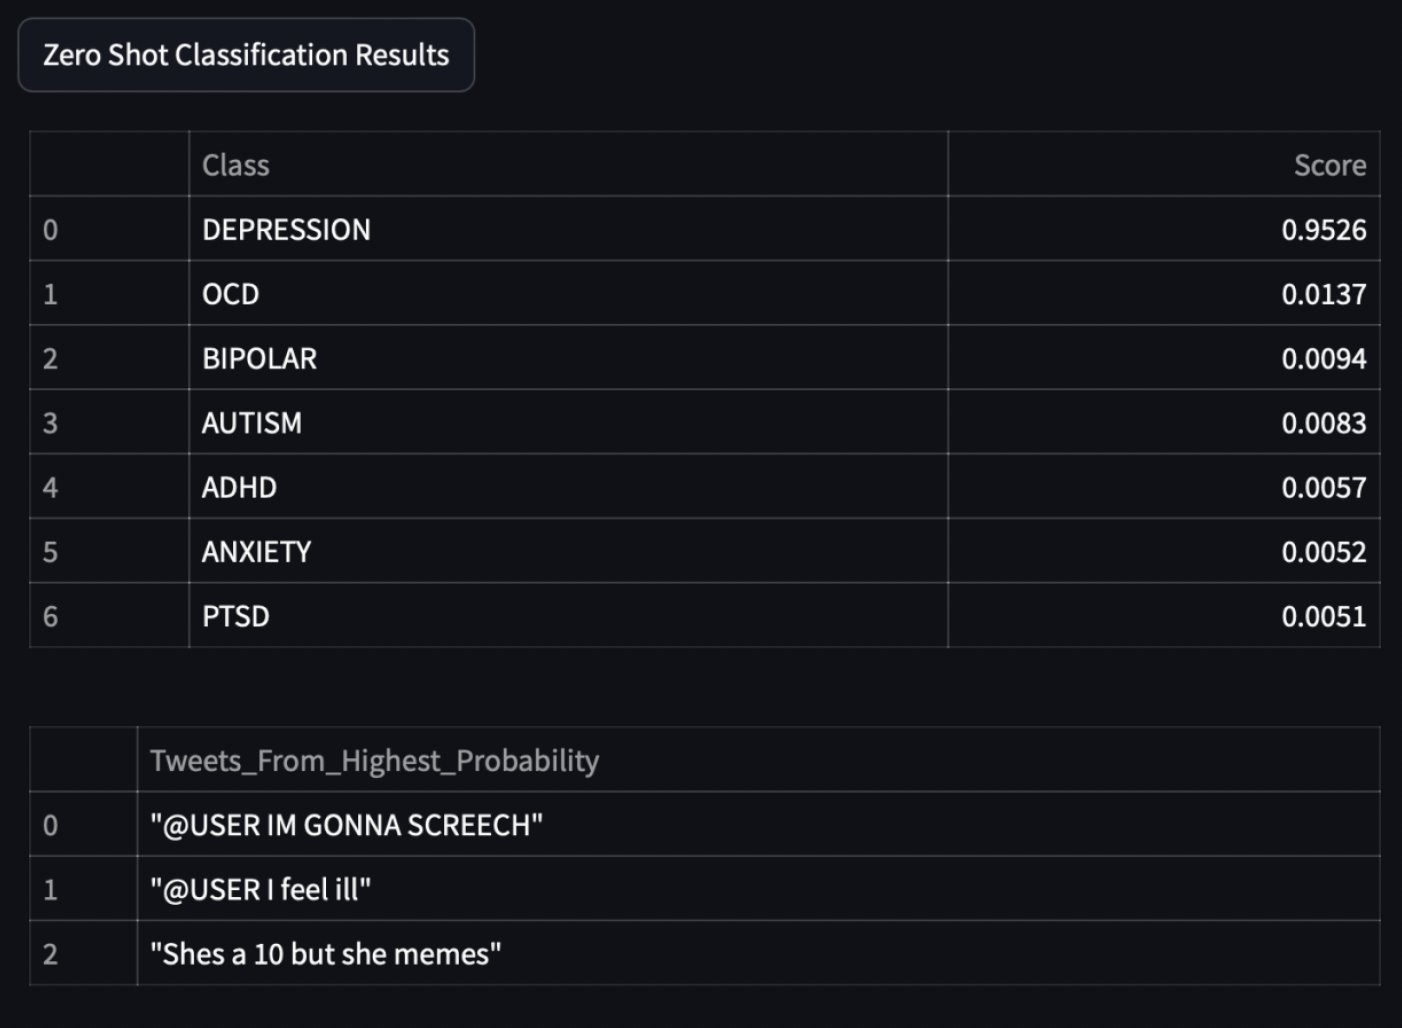 Zero Shot Classification Results
Class Score
0 DEPRESSION 0.9526
1 OCD 0.0137
2 BIPOLAR 0.0094
3 AUTISM 0.0083
4 ADHD 0.0057
5 ANXIETY 0.0052
6 PTSD 0.0051
Tweets_From_Highest_Probability
0 "@USER IM GONNA SCREECH"
1 "@USER I feel ill"
2 "Shes a 10 but she memes"